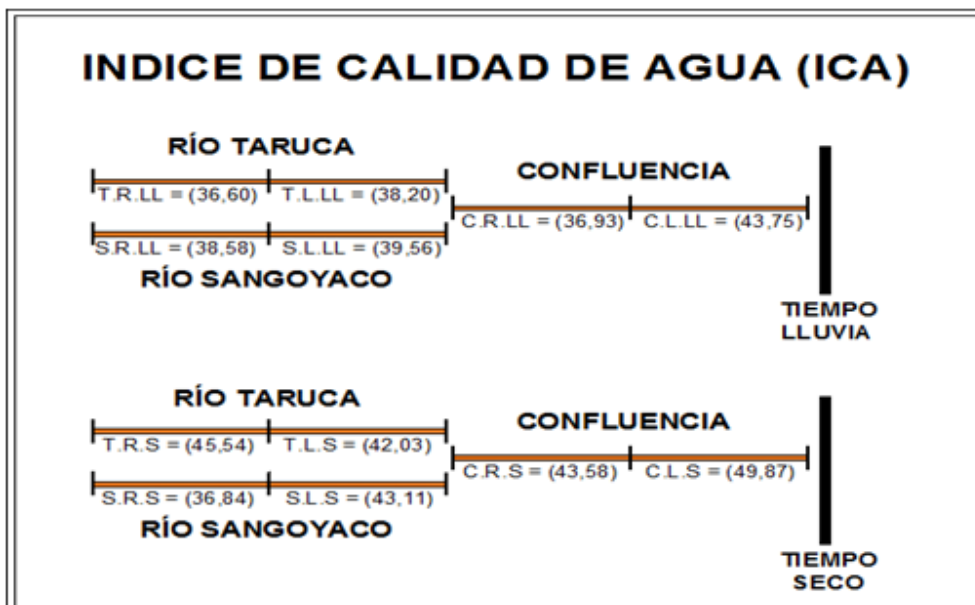 INDICE DE CALIDAD DE AGUA (ICA)
RÍO TARUCA
T.R.LL = (36,60) T.L.LL = (38,20)
CONFLUENCIA
C.R.LL = (36,93) C.L.LL = (43,75)
S.R.LL = (38,58) S.L.LL = (39,56)
RÍO SANGOYACO
TIEMPO
LLUVIA
RÍO TARUCA
T.R.S = (45,54) T.L.S = (42,03)
CONFLUENCIA
C.R.S = (43,58) C.L.S = (49,87)
S.R.S = (36,84) S.L.S = (43,11)
RÍO SANGOYACO
TIEMPO
SECO